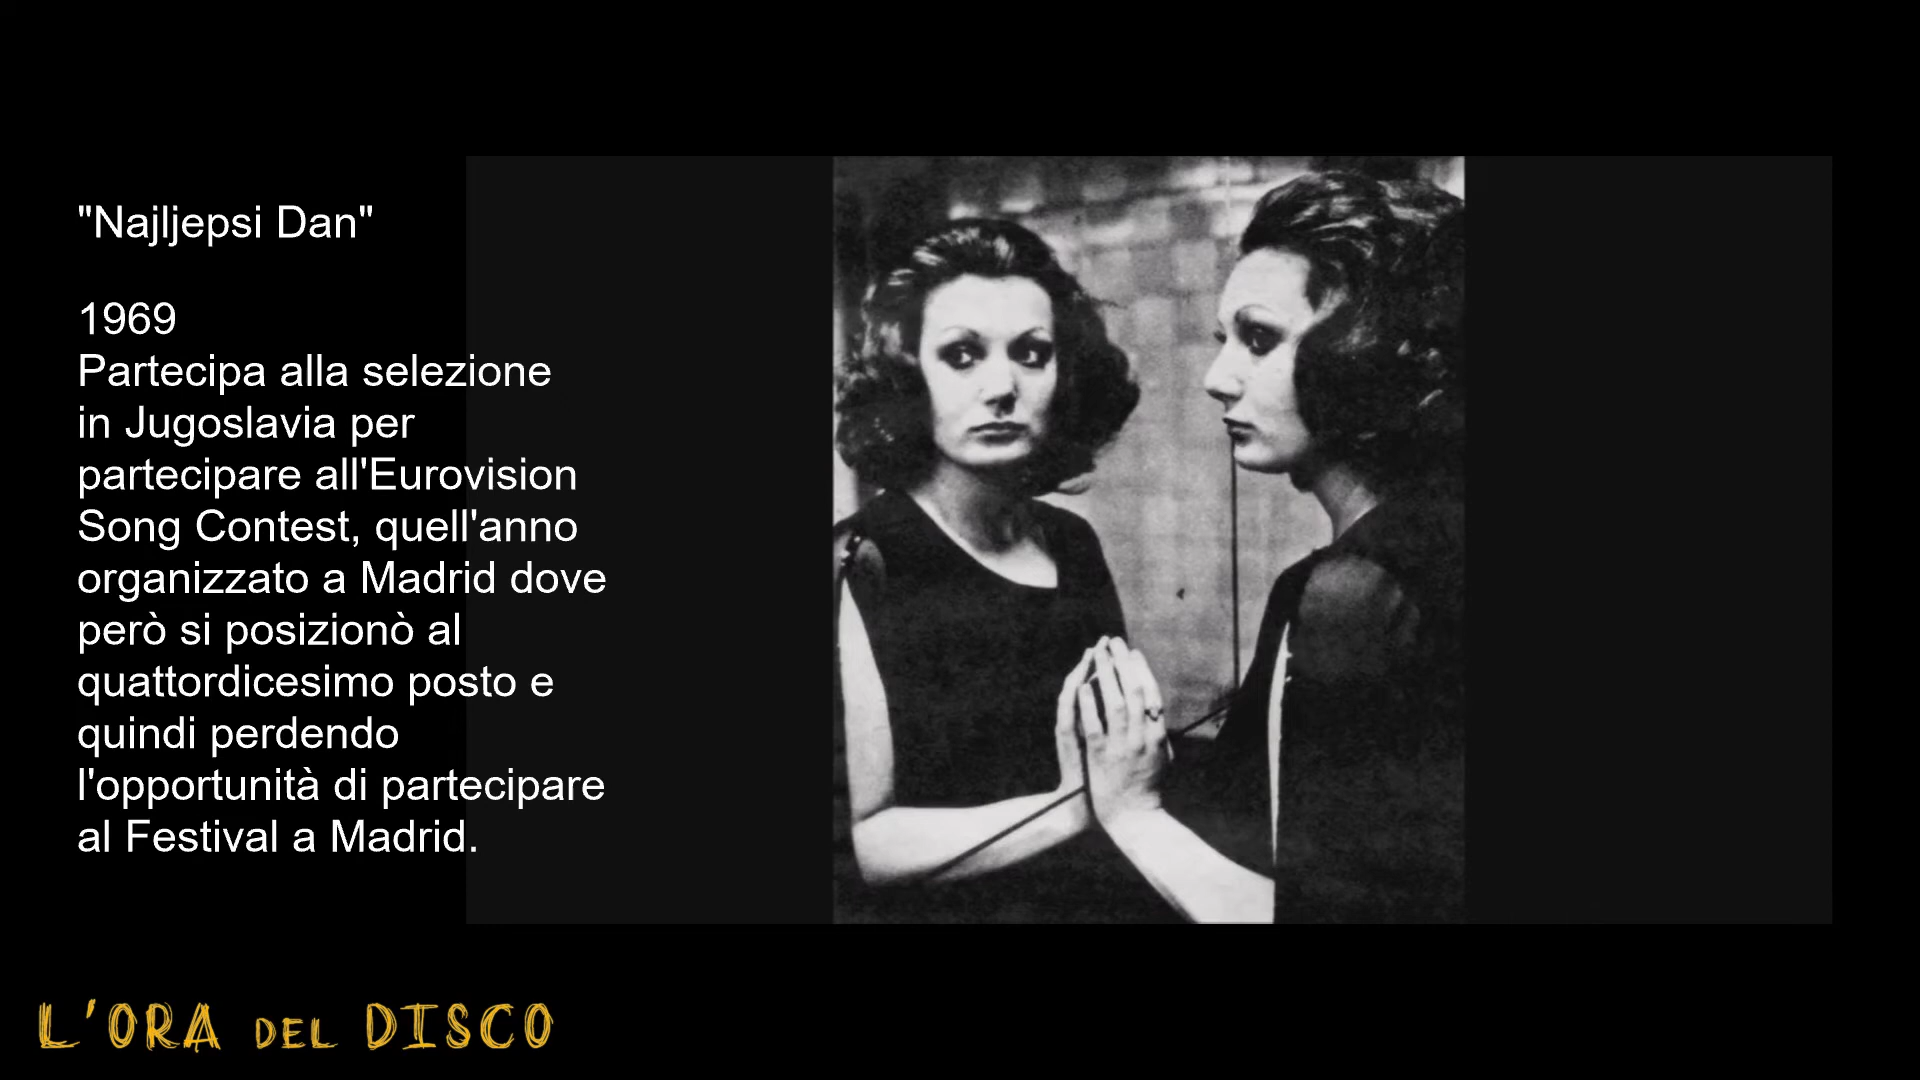 "Najljepsi Dan"
1969
Partecipa alla selezione
in Jugoslavia per
partecipare all'Eurovision
Song Contest, quell'anno
organizzato a Madrid dove
però si posizionò al
quattordicesimo posto e
quindi perdendo
l'opportunità di partecipare
al Festival a Madrid.
L'ORA DEL DISCO